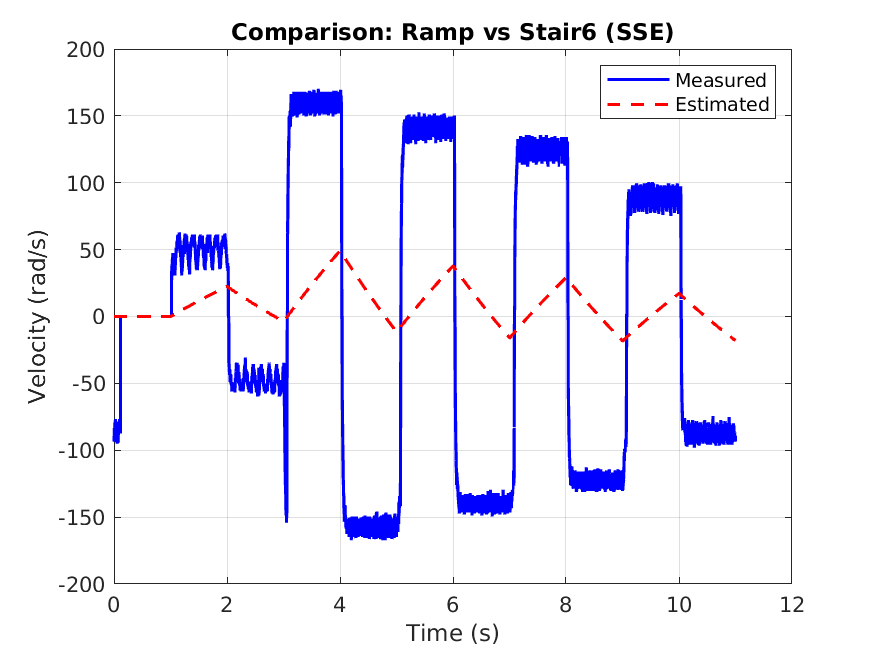 Comparison: Ramp vs Stair6 (SSE)
Measured
Estimated
Velocity (rad/s)
200
150
100
50
0
-50
-100
-150
-200
0 2 4 6 8 10 12
Time (s)